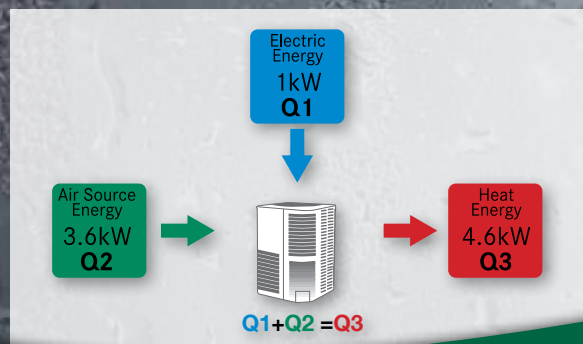 Electric
Energy
1kW
Q1
Air Source
Energy
3.6kW
Q2
Heat
Energy
4.6kW
Q3
Q1+Q2 =Q3